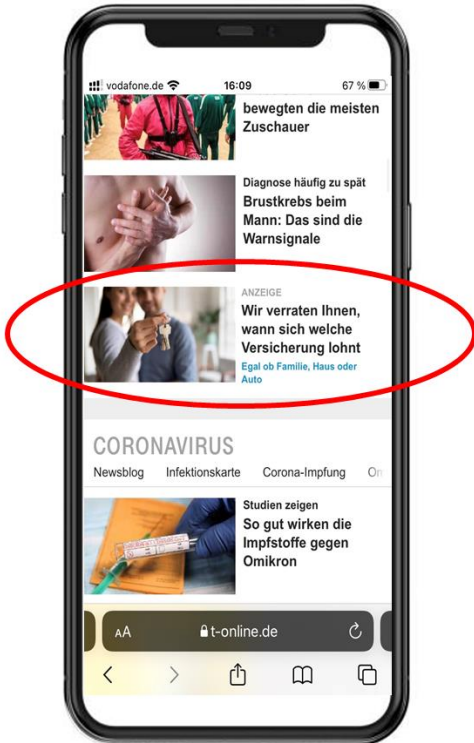 vodafone.de
16:09
67 %
bewegten die meisten
Zuschauer
Diagnose häufig zu spät
Brustkrebs beim
Mann: Das sind die
Warnsignale
ANZEIGE
Wir verraten Ihnen,
wann sich welche
Versicherung lohnt
Egal ob Familie, Haus oder
Auto
CORONAVIRUS
Newsblog Infektionskarte Corona-Impfung
Studien zeigen
So gut wirken die
Impfstoffe gegen
Omikron
AA t-online.de